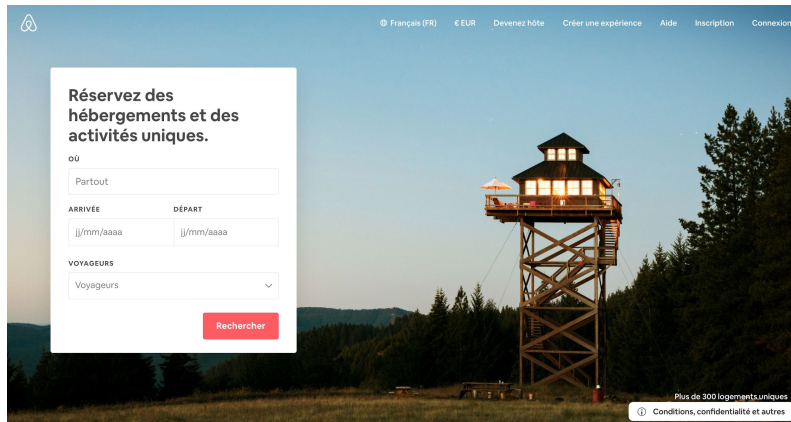 Français (FR)
€ EUR
Devenez hôte
Créer une expérience
Aide
Inscription
Connexion
Réservez des
hébergements et des
activités uniques.
OÙ
Partout
ARRIVÉE
DÉPART
jj/mm/aaaa
jj/mm/aaaa
VOYAGEURS
Voyageurs
Rechercher
Plus de 300 logements uniques
Conditions, confidentialité et autres